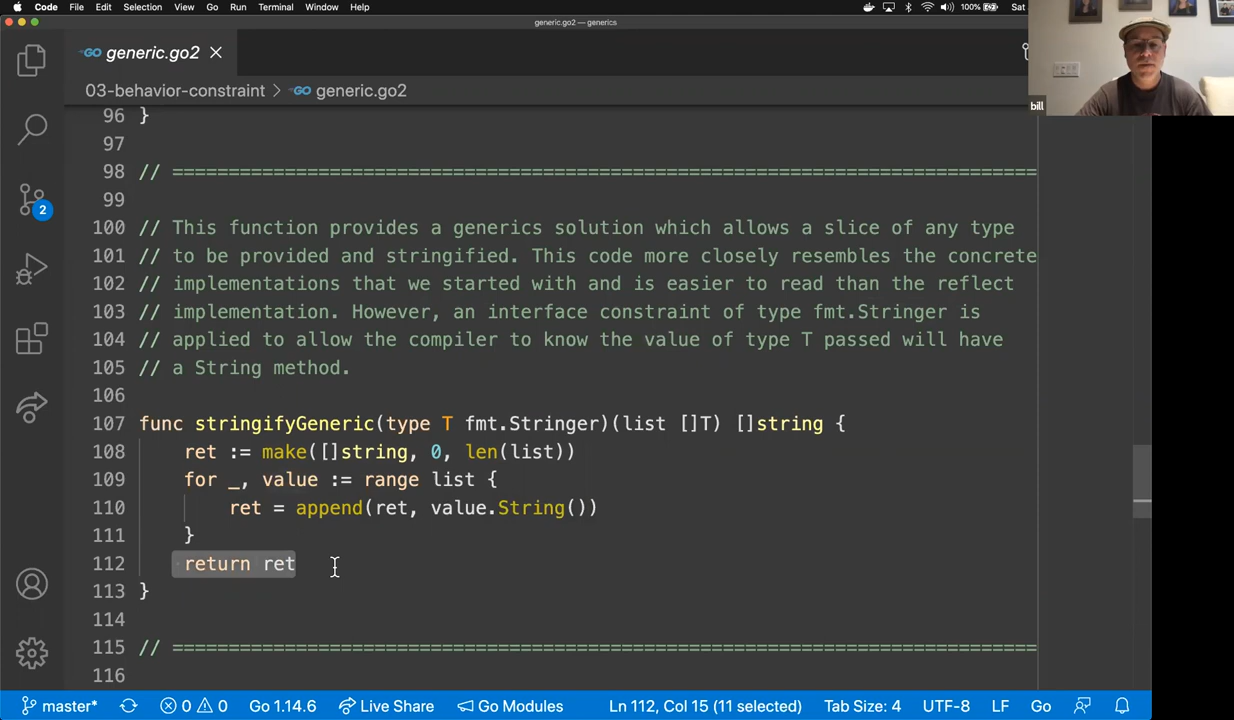 Code File Edit Selection View Go Run Terminal Window Help 100% Sat
generic.go2 — generics
GO generic.go2
03-behavior-constraint > GO generic.go2
bill
96 }
97
98 // =============================================================================
99
100 // This function provides a generics solution which allows a slice of any type
101 // to be provided and stringified. This code more closely resembles the concrete
102 // implementations that we started with and is easier to read than the reflect
103 // implementation. However, an interface constraint of type fmt.Stringer is
104 // applied to allow the compiler to know the value of type T passed will have
105 // a String method.
106
107 func stringifyGeneric(type T fmt.Stringer)(list []T) []string {
108 ret := make([]string, 0, len(list))
109 for _, value := range list {
110 ret = append(ret, value.String())
111 }
112 return ret
113 }
114
115 // =============================================================================
116
2
master* 0 0 Go 1.14.6 Live Share Go Modules Ln 112, Col 15 (11 selected) Tab Size: 4 UTF-8 LF Go